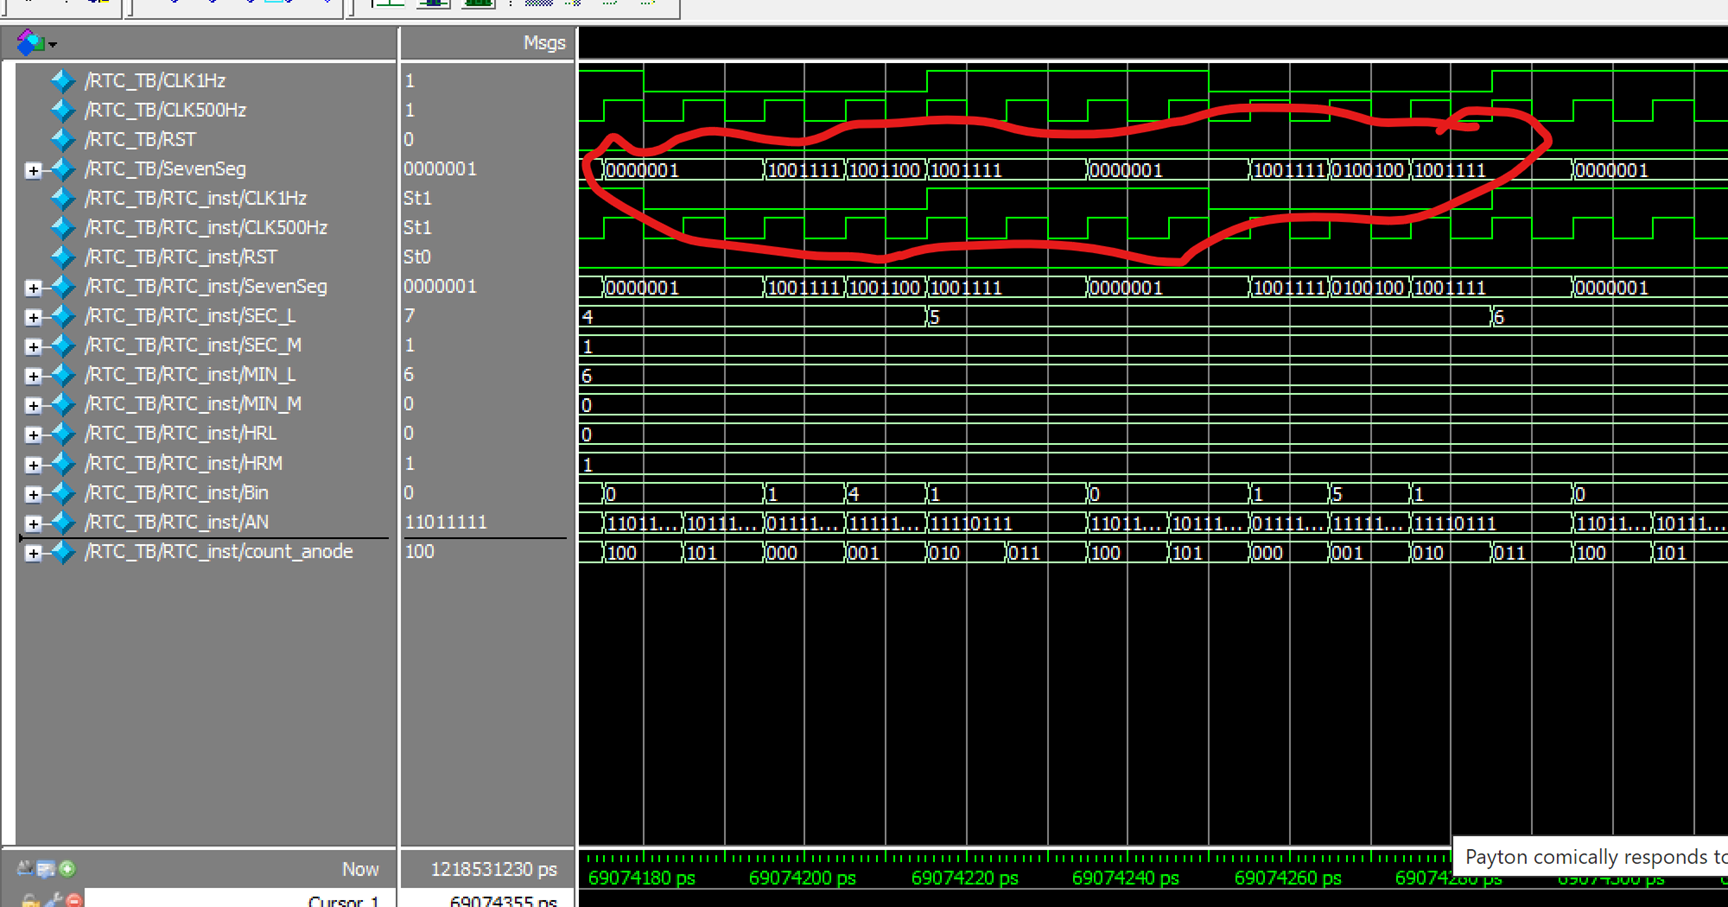 Msgs
/RTC_TB/CLK1Hz 1
/RTC_TB/CLK500Hz 1
/RTC_TB/RST 0
/RTC_TB/SevenSeg 0000001 0000001 1001111 1001100 1001111 0000001 1001111 0100100 1001111 0000001
/RTC_TB/RTC_inst/CLK1Hz St1
/RTC_TB/RTC_inst/CLK500Hz St1
/RTC_TB/RTC_inst/RST St0
/RTC_TB/RTC_inst/SevenSeg 0000001 0000001 1001111 1001100 1001111 0000001 1001111 0100100 1001111 0000001
/RTC_TB/RTC_inst/SEC_L 7 4 5 6
/RTC_TB/RTC_inst/SEC_M 1 1
/RTC_TB/RTC_inst/MIN_L 6 6
/RTC_TB/RTC_inst/MIN_M 0 0
/RTC_TB/RTC_inst/HRL 0 0
/RTC_TB/RTC_inst/HRM 1 1
/RTC_TB/RTC_inst/Bin 0 0 1 4 1 0 1 5 1 0
/RTC_TB/RTC_inst/AN 11011111 11011... 10111... 01111... 11111... 11110111 11011... 10111... 01111... 11111... 11110111 11011... 10111...
/RTC_TB/RTC_inst/count_anode 100 100 101 000 001 010 011 100 101 000 001 010 011 100 101
Now 1218531230 ps 69074180 ps 69074200 ps 69074220 ps 69074240 ps 69074260 ps
Payton comically responds to
Cursor 1 69074355 ps